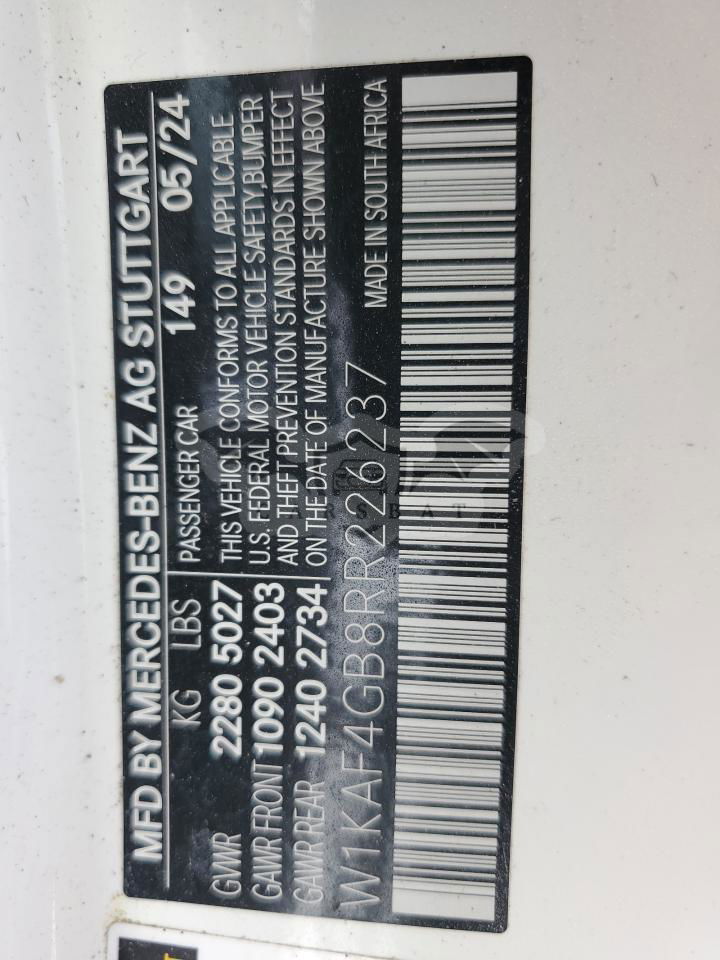 MFD BY MERCEDES-BENZ AG STUTTGART
KG LBS
149 05/24
PASSENGER CAR
GWR 2280 5027
GAWR FRONT 1090 2403
GAWR REAR 1240 2734
THIS VEHICLE CONFORMS TO ALL APPLICABLE
U.S. FEDERAL MOTOR VEHICLE SAFETY, BUMPER
AND THEFT PREVENTION STANDARDS IN EFFECT
ON THE DATE OF MANUFACTURE SHOWN ABOVE
W1KAF4GB8RR226237
MADE IN SOUTH AFRICA